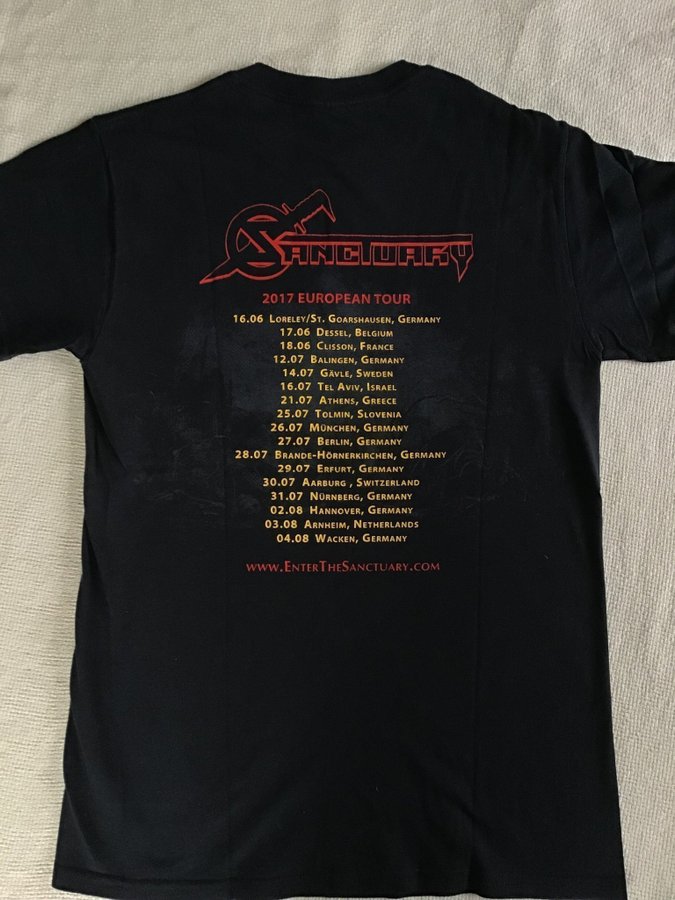 SANCTUARY
2017 EUROPEAN TOUR
16.06 LORELEY/ST. GOARSHAUSEN, GERMANY
17.06 DESSEL, BELGIUM
18.06 CLISSON, FRANCE
12.07 BALINGEN, GERMANY
14.07 GÄVLE, SWEDEN
16.07 TEL AVIV, ISRAEL
21.07 ATHENS, GREECE
25.07 TOLMIN, SLOVENIA
26.07 MÜNCHEN, GERMANY
27.07 BERLIN, GERMANY
28.07 BRANDE-HÖRNERKIRCHEN, GERMANY
29.07 ERFURT, GERMANY
30.07 AARBURG , SWITZERLAND
31.07 NÜRNBERG, GERMANY
02.08 HANNOVER, GERMANY
03.08 ARNHEIM, NETHERLANDS
04.08 WACKEN, GERMANY
WWW.ENTERTHESANCTUARY.COM